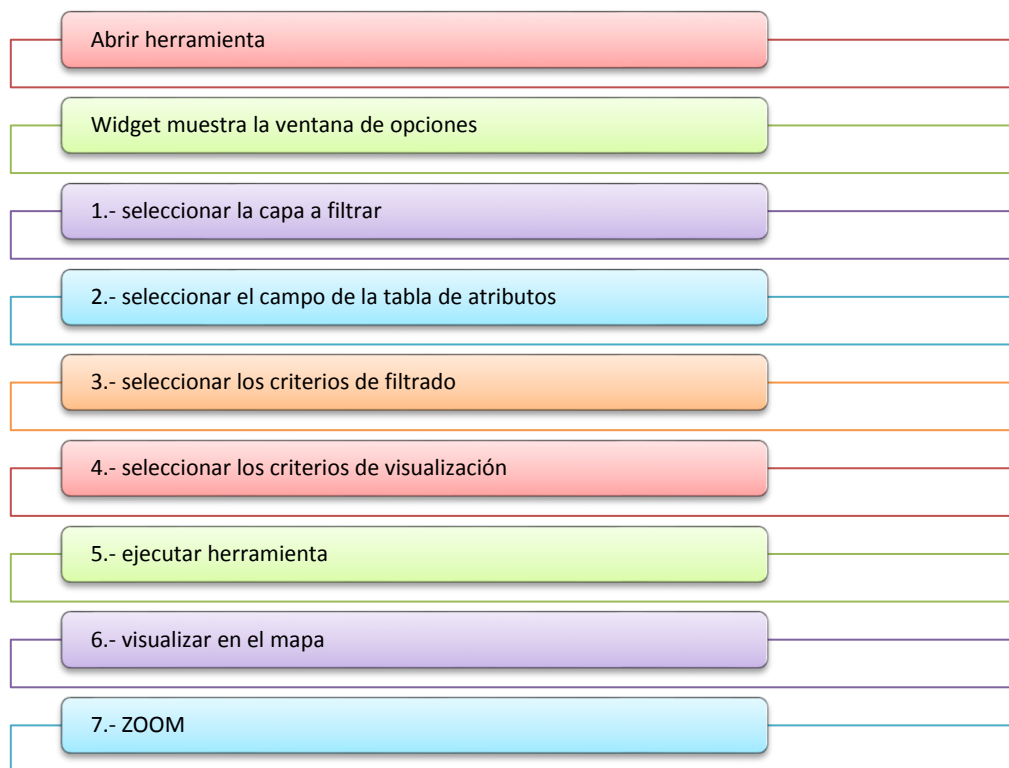 Abrir herramienta
Widget muestra la ventana de opciones
1.- seleccionar la capa a filtrar
2.- seleccionar el campo de la tabla de atributos
3.- seleccionar los criterios de filtrado
4.- seleccionar los criterios de visualización
5.- ejecutar herramienta
6.- visualizar en el mapa
7.- ZOOM